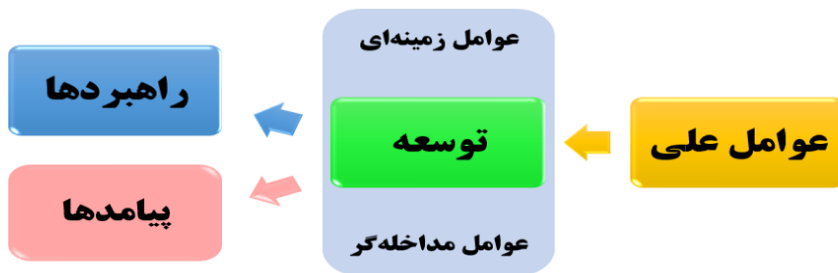 عوامل علی
عوامل زمینه‌ای
توسعه
عوامل مداخله‌گر
راهبردها
پیامدها